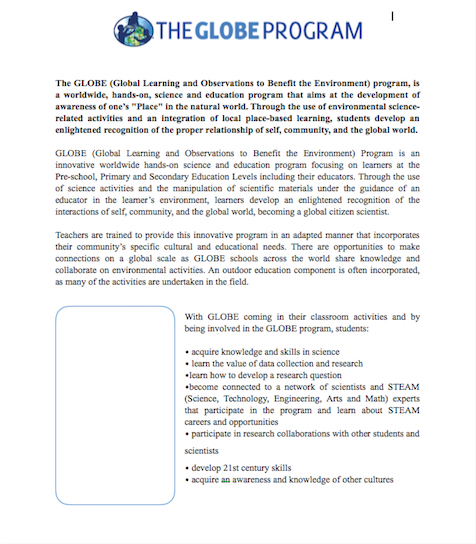 THE GLOBE PROGRAM
The GLOBE (Global Learning and Observations to Benefit the Environment) program, is
a worldwide, hands-on, science and education program that aims at the development of
awareness of one's "Place" in the natural world. Through the use of environmental science-
related activities and an integration of local place-based learning, students develop an
enlightened recognition of the proper relationship of self, community, and the global world.
GLOBE (Global Learning and Observations to Benefit the Environment) Program is an
innovative worldwide hands-on science and education program focusing on learners at the
Pre-school, Primary and Secondary Education Levels including their educators. Through the use
of science activities and the manipulation of scientific materials under the guidance of an
educator in the learner's environment, learners develop an enlightened recognition of the
interactions of self, community, and the global world, becoming a global citizen scientist.
Teachers are trained to provide this innovative program in an adapted manner that incorporates
their community's specific cultural and educational needs. There are opportunities to make
connections on a global scale as GLOBE schools across the world share knowledge and
collaborate on environmental activities. An outdoor education component is often incorporated,
as many of the activities are undertaken in the field.
With GLOBE coming in their classroom activities and by
being involved in the GLOBE program, students:
• acquire knowledge and skills in science
• learn the value of data collection and research
•learn how to develop a research question
•become connected to a network of scientists and STEAM
(Science, Technology, Engineering, Arts and Math) experts
that participate in the program and learn about STEAM
careers and opportunities
• participate in research collaborations with other students and
scientists
• develop 21st century skills
• acquire an awareness and knowledge of other cultures